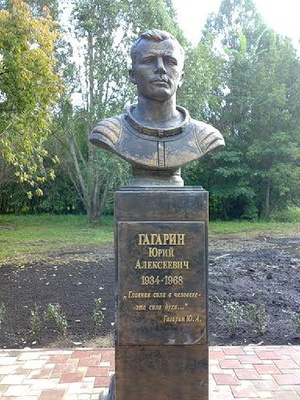 ГАГАРИН
ЮРИЙ
АЛЕКСЕЕВИЧ
1934-1968
„Главная сила в человеке-
это сила духа...”
Гагарин Ю.А.